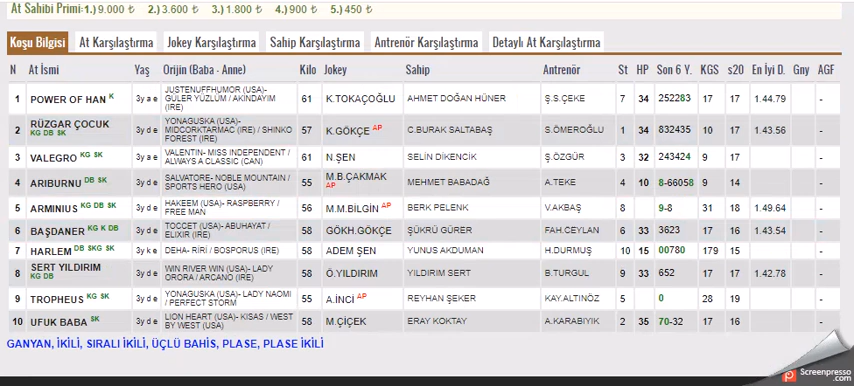 At Sahibi Primi: 1.) 9.000 ₺ 2.) 3.600 ₺ 3.) 1.800 ₺ 4.) 900 ₺ 5.) 450 ₺
Koşu Bilgisi At Karşılaştırma Jokey Karşılaştırma Sahip Karşılaştırma Antrenör Karşılaştırma Detaylı At Karşılaştırma
N At İsmi Yaş Orijin (Baba - Anne) Kilo Jokey Sahip Antrenör St HP Son 6 Y. KGS s20 En İyi D. Gny AGF
1 POWER OF HAN K 3y a e JUSTENUFFHUMOR (USA)- GÜLER YÜZLÜM / AKINDAYIM (IRE) 61 K.TOKAÇOĞLU AHMET DOĞAN HÜNER Ş.S.ÇEKE 7 34 252283 17 17 1.44.79 -
2 RÜZGAR ÇOCUK KG DB SK 3y d e YONAGUSKA (USA)- MIDCORKTARMAC (IRE) / SHINKO FOREST (IRE) 57 K.GÖKÇE AP C.BURAK SALTABAŞ S.ÖMEROĞLU 1 34 832435 10 17 1.43.56 -
3 VALEGRO KG SK 3y a e VALENTIN- MISS INDEPENDENT / ALWAYS A CLASSIC (CAN) 61 N.ŞEN SELİN DİKENCİK Ş.ÖZGÜR 3 32 243424 9 17 -
4 ARIBURNU DB SK 3y d e SALVATORE- NOBLE MOUNTAIN / SPORTS HERO (USA) 55 M.B.ÇAKMAK AP MEHMET BABADAĞ A.TEKE 4 10 8-66058 9 14 -
5 ARMINIUS KG DB SK 3y d e HAKEEM (USA)- RASPBERRY / FREE MAN 56 M.M.BİLGİN AP BERK PELENK V.AKBAŞ 8 9-8 31 18 1.49.64 -
6 BAŞDANER KG K DB 3y d e TOCCET (USA)- ABUHAYAT / ELIXIR (IRE) 58 GÖKH.GÖKÇE ŞÜKRÜ GÜRER FAH.CEYLAN 6 33 3623 17 16 1.43.54 -
7 HARLEM DB SKG SK 3y k e DEHA- RİRİ / BOSPORUS (IRE) 58 ADEM ŞEN YUNUS AKDUMAN H.DURMUŞ 10 15 00780 179 15 -
8 SERT YILDIRIM KG DB 3y d e WIN RIVER WIN (USA)- LADY ORORA / ARCANO (IRE) 58 Ö.YILDIRIM YILDIRIM SERT B.TURGUL 9 33 652 17 17 1.42.78 -
9 TROPHEUS KG SK 3y d e YONAGUSKA (USA)- LADY NAOMI / PERFECT STORM 55 A.İNCİ AP REYHAN ŞEKER KAY.ALTINÖZ 5 0 28 19 -
10 UFUK BABA SK 3y d e LION HEART (USA)- KISAS / WEST BY WEST (USA) 58 M.ÇİÇEK ERAY KOKTAY A.KARABIYIK 2 35 70-32 17 16 -
GANYAN, İKİLİ, SIRALI İKİLİ, ÜÇLÜ BAHİS, PLASE, PLASE İKİLİ
Screenpresso
.com